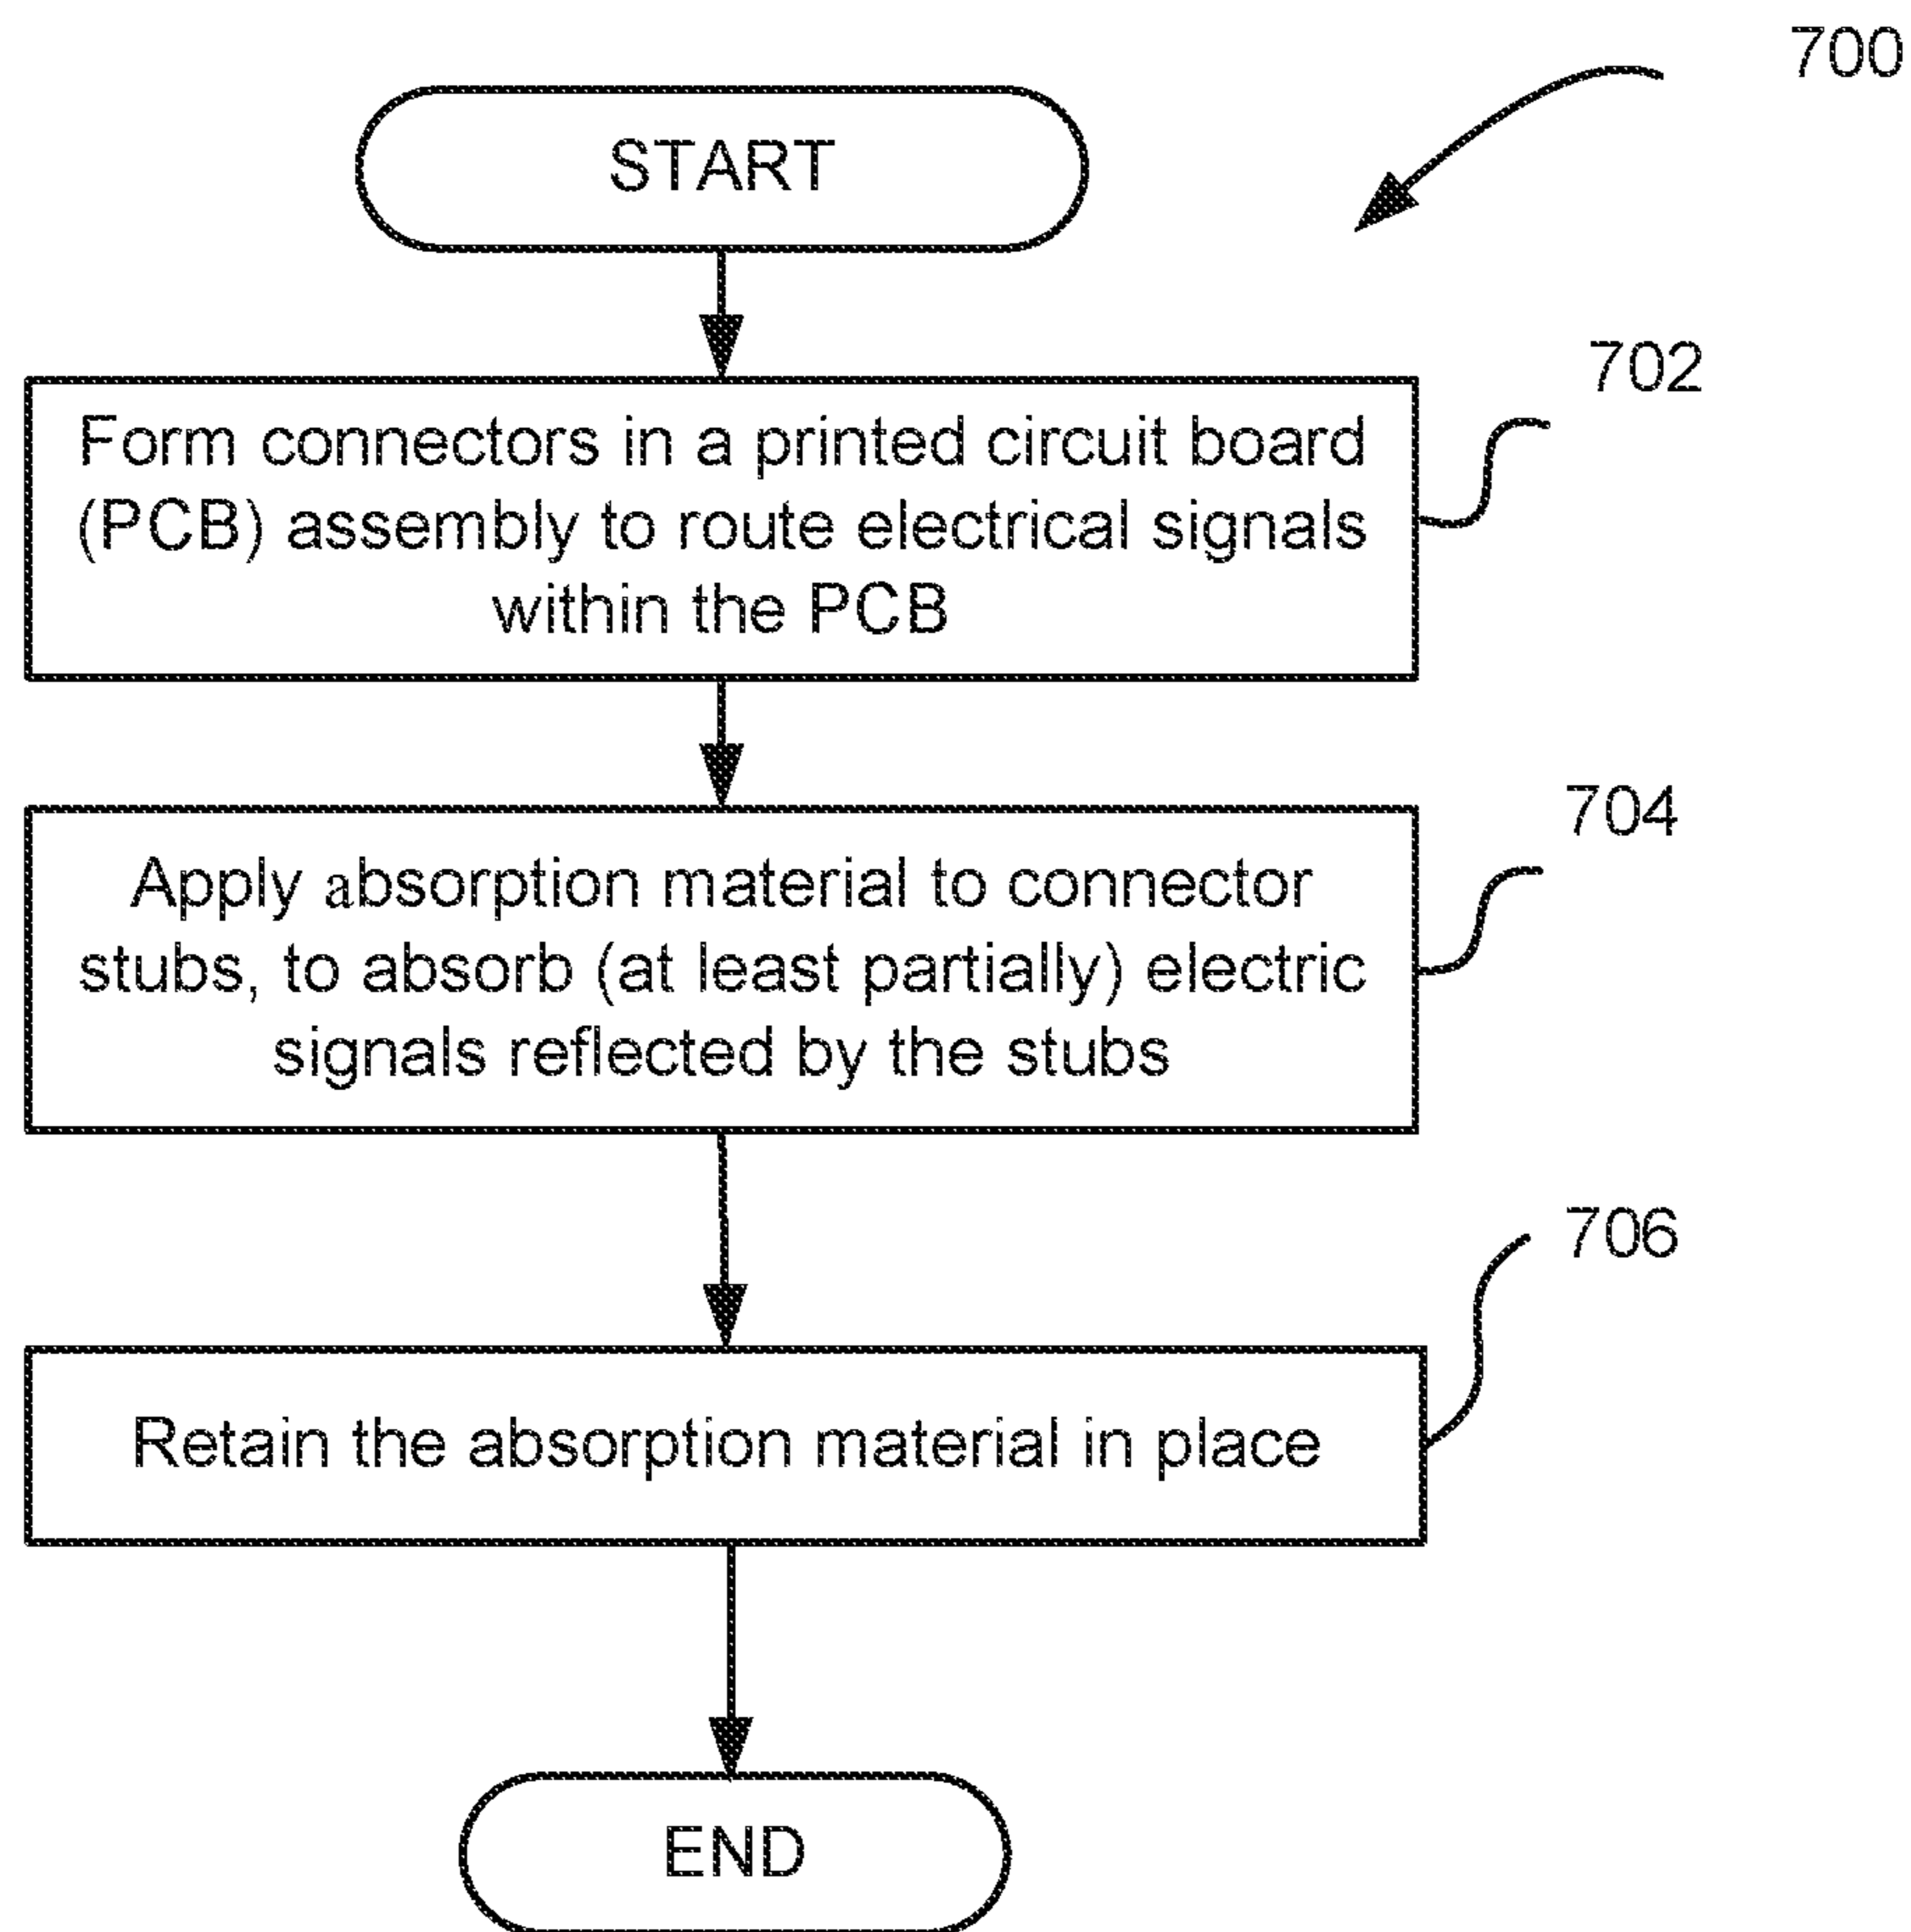 700
START
702
Form connectors in a printed circuit board
(PCB) assembly to route electrical signals
within the PCB
704
Apply absorption material to connector
stubs, to absorb (at least partially) electric
signals reflected by the stubs
706
Retain the absorption material in place
END